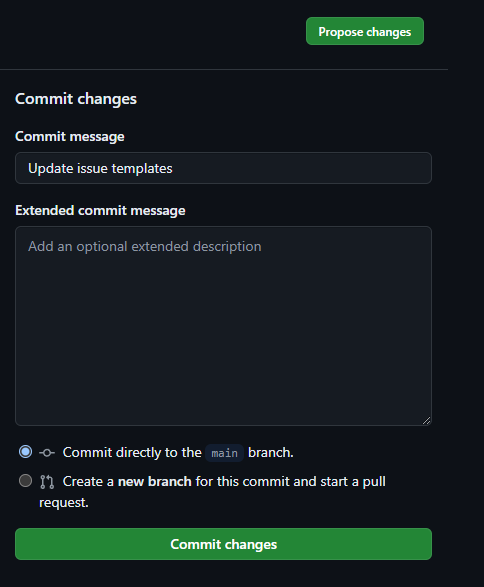 Propose changes
Commit changes
Commit message
Update issue templates
Extended commit message
Add an optional extended description
Commit directly to the main branch.
Create a new branch for this commit and start a pull
request.
Commit changes